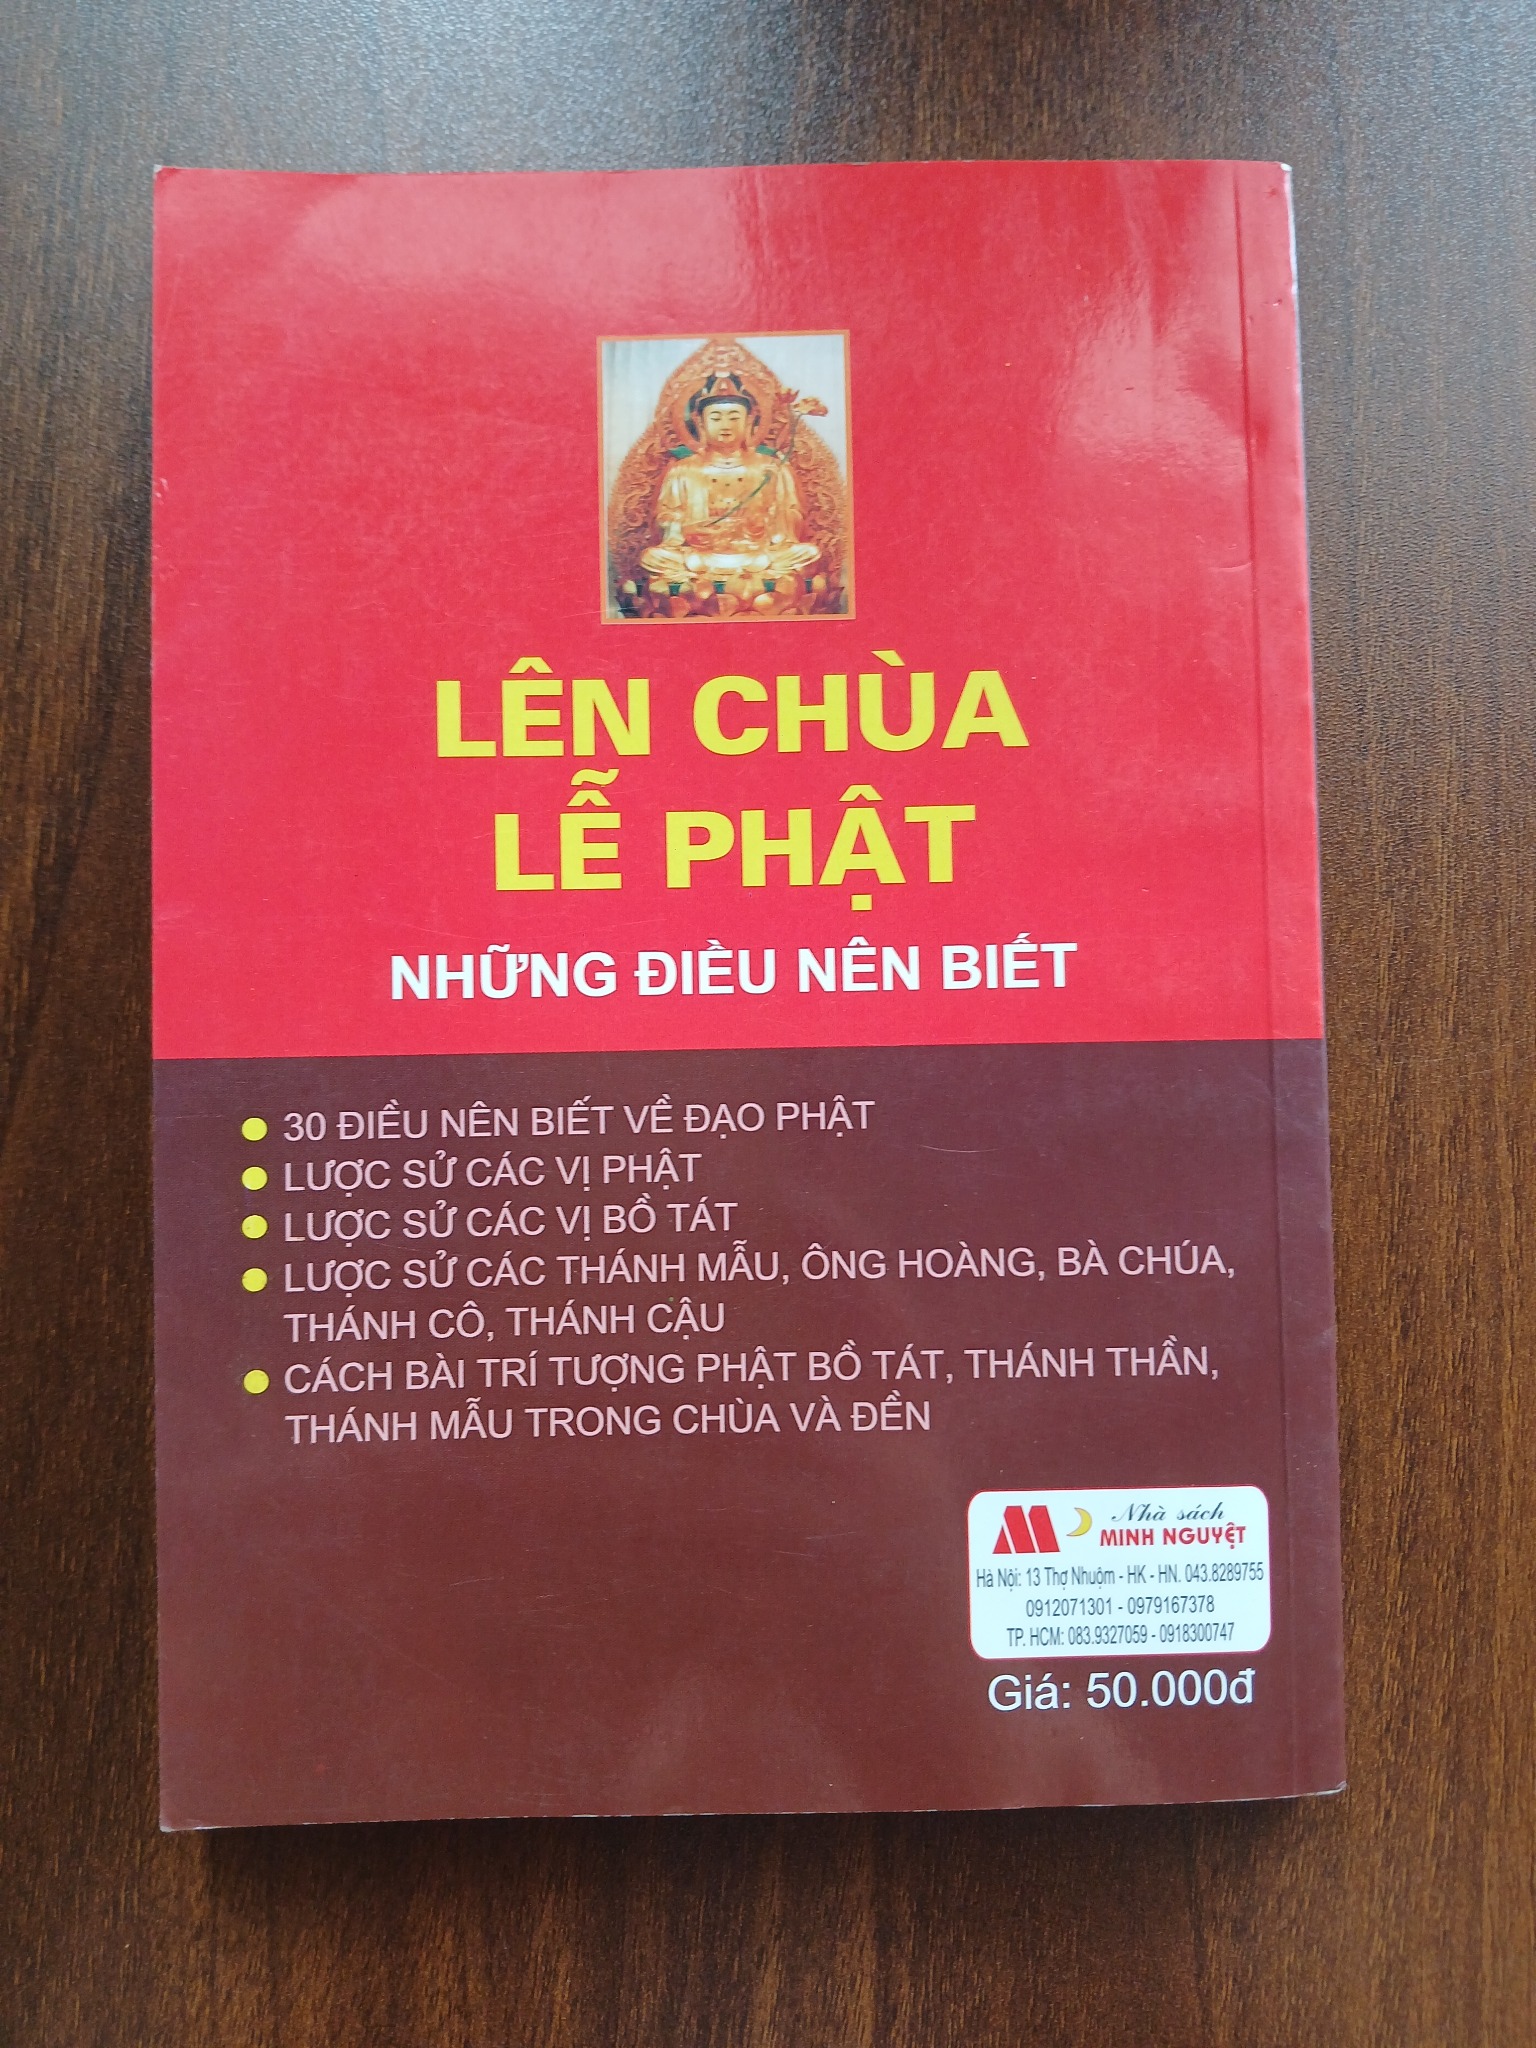 LÊN CHÙA
LỄ PHẬT
NHỮNG ĐIỀU NÊN BIẾT
● 30 ĐIỀU NÊN BIẾT VỀ ĐẠO PHẬT
● LƯỢC SỬ CÁC VỊ PHẬT
● LƯỢC SỬ CÁC VỊ BỒ TÁT
● LƯỢC SỬ CÁC THÁNH MẪU, ÔNG HOÀNG, BÀ CHÚA,
THÁNH CÔ, THÁNH CẬU
● CÁCH BÀI TRÍ TƯỢNG PHẬT BỒ TÁT, THÁNH THẦN,
THÁNH MẪU TRONG CHÙA VÀ ĐỀN
Nhà sách
MINH NGUYỆT
Hà Nội: 13 Thợ Nhuộm - HK - HN. 043.8289755
0912071301 - 0979167378
TP. HCM: 083.9327059 - 0918300747
Giá: 50.000đ